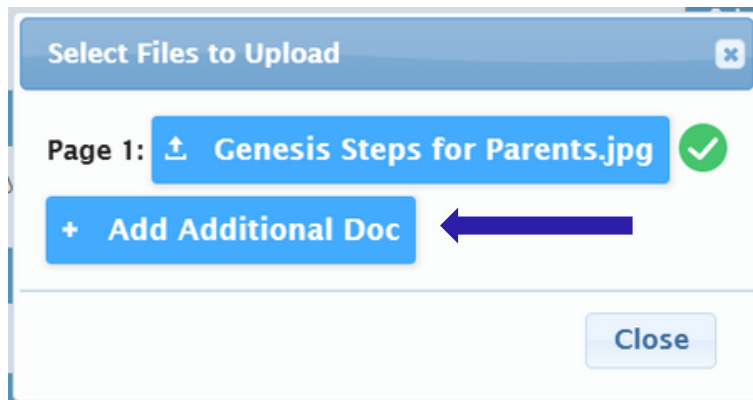 Select Files to Upload
Page 1: Genesis Steps for Parents.jpg
+ Add Additional Doc
Close